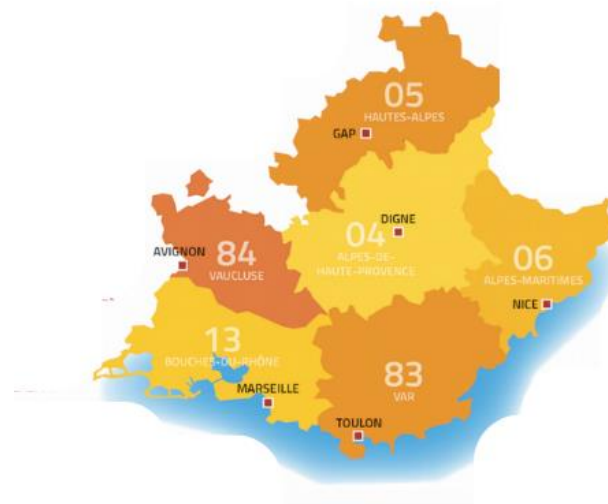 05
HAUTES-ALPES
GAP
DIGNE
04
ALPES-DE-
HAUTE-PROVENCE
AVIGNON
84
VAUCLUSE
06
ALPES-MARITIMES
NICE
13
BOUCHES-DU-RHÔNE
MARSEILLE
83
VAR
TOULON